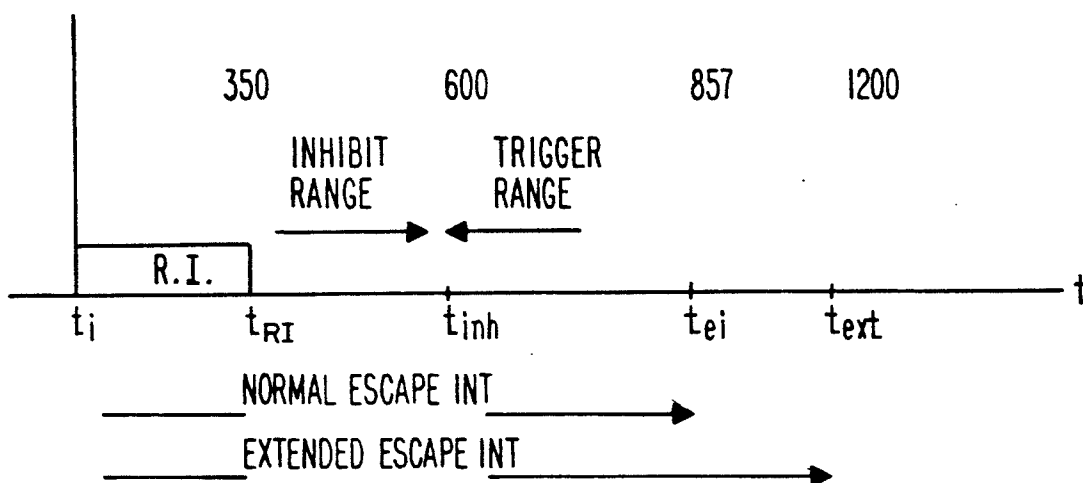 350 600 857 1200
INHIBIT RANGE
TRIGGER RANGE
R.I.
t
ti tRI tinh tei text
NORMAL ESCAPE INT
EXTENDED ESCAPE INT